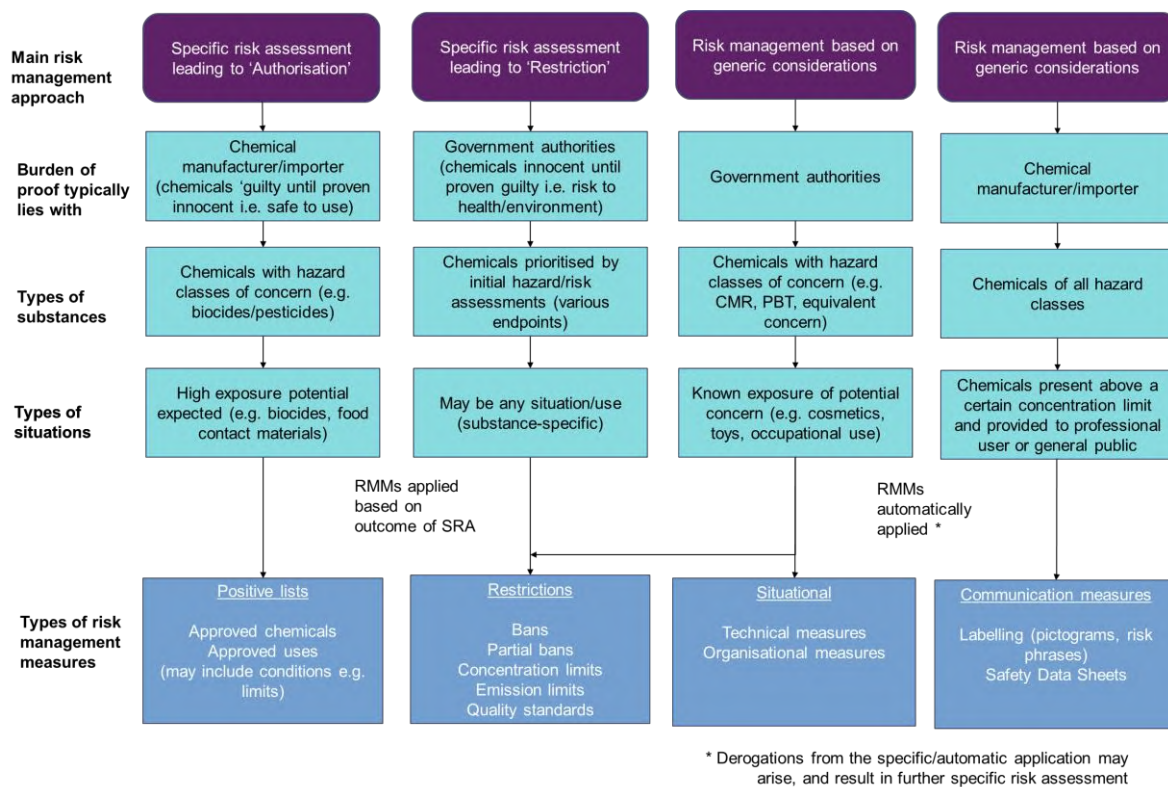 Main risk
management
approach
Specific risk assessment
leading to ‘Authorisation’
Specific risk assessment
leading to ‘Restriction’
Risk management based on
generic considerations
Risk management based on
generic considerations
Burden of
proof typically
lies with
Chemical
manufacturer/importer
(chemicals ‘guilty until proven
innocent i.e. safe to use)
Government authorities
(chemicals innocent until
proven guilty i.e. risk to
health/environment)
Government authorities
Chemical
manufacturer/importer
Types of
substances
Chemicals with hazard
classes of concern (e.g.
biocides/pesticides)
Chemicals prioritised by
initial hazard/risk
assessments (various
endpoints)
Chemicals with hazard
classes of concern (e.g.
CMR, PBT, equivalent
concern)
Chemicals of all hazard
classes
Types of
situations
High exposure potential
expected (e.g. biocides, food
contact materials)
May be any situation/use
(substance-specific)
Known exposure of potential
concern (e.g. cosmetics,
toys, occupational use)
Chemicals present above a
certain concentration limit
and provided to professional
user or general public
RMMs applied
based on
outcome of SRA
RMMs
automatically
applied *
Types of risk
management
measures
Positive lists
Approved chemicals
Approved uses
(may include conditions e.g.
limits)
Restrictions
Bans
Partial bans
Concentration limits
Emission limits
Quality standards
Situational
Technical measures
Organisational measures
Communication measures
Labelling (pictograms, risk
phrases)
Safety Data Sheets
* Derogations from the specific/automatic application may
arise, and result in further specific risk assessment